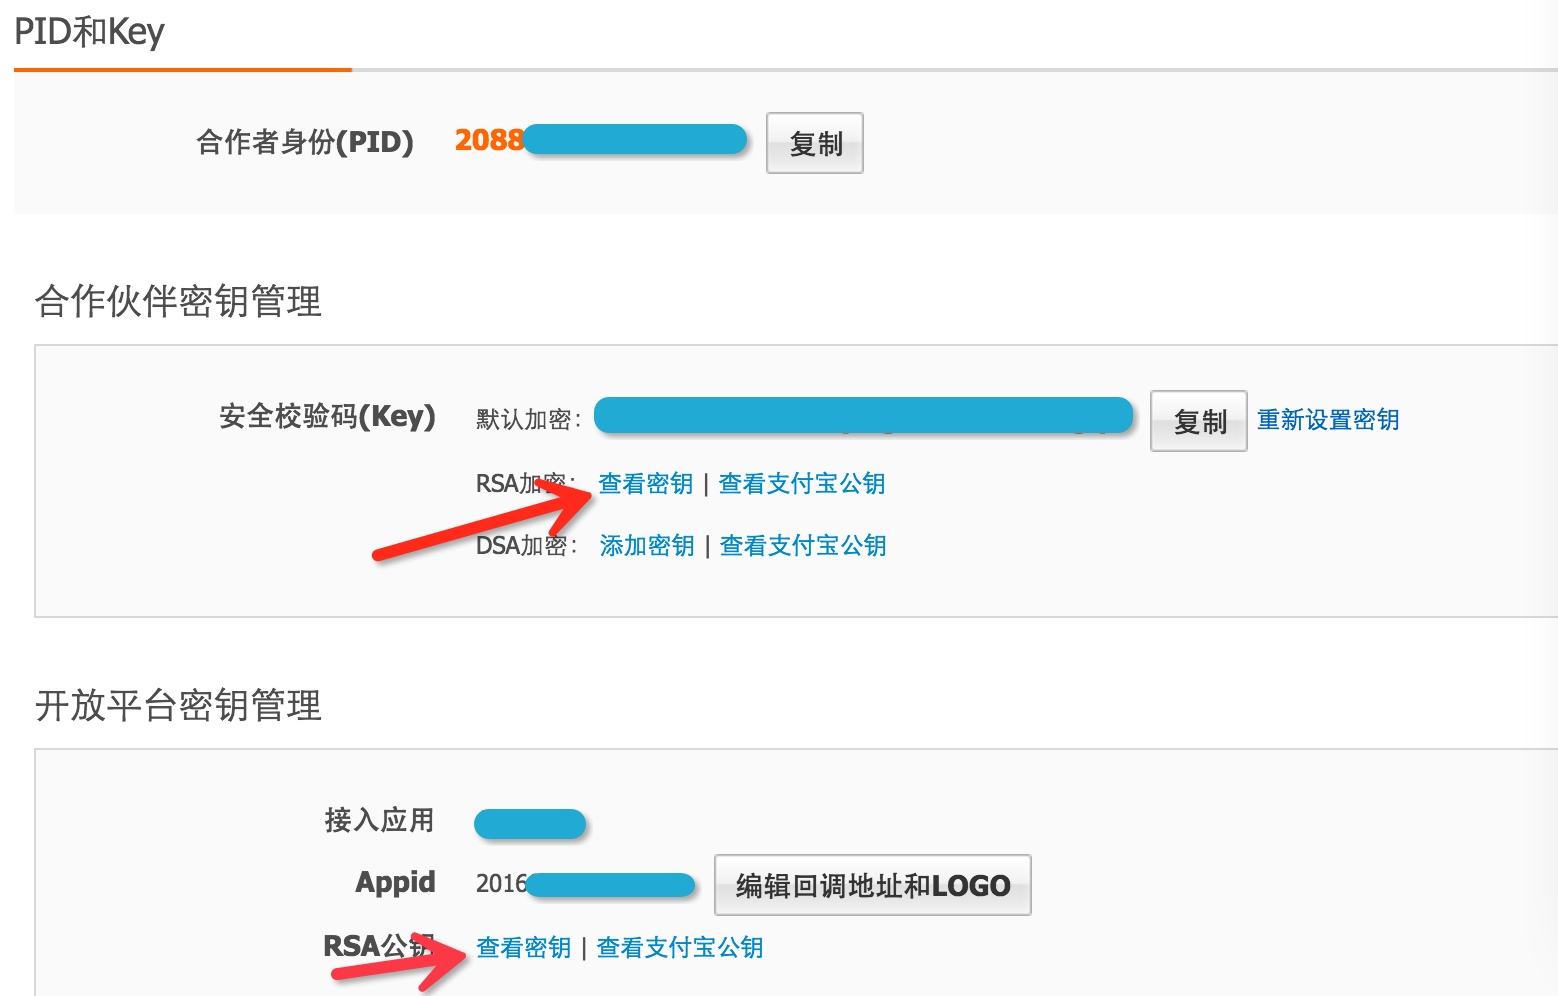 PID和Key
合作者身份(PID) 2088 复制
合作伙伴密钥管理
安全校验码(Key) 默认加密： 复制 重新设置密钥
RSA加密： 查看密钥 | 查看支付宝公钥
DSA加密： 添加密钥 | 查看支付宝公钥
开放平台密钥管理
接入应用
Appid 2016 编辑回调地址和LOGO
RSA公钥 查看密钥 | 查看支付宝公钥